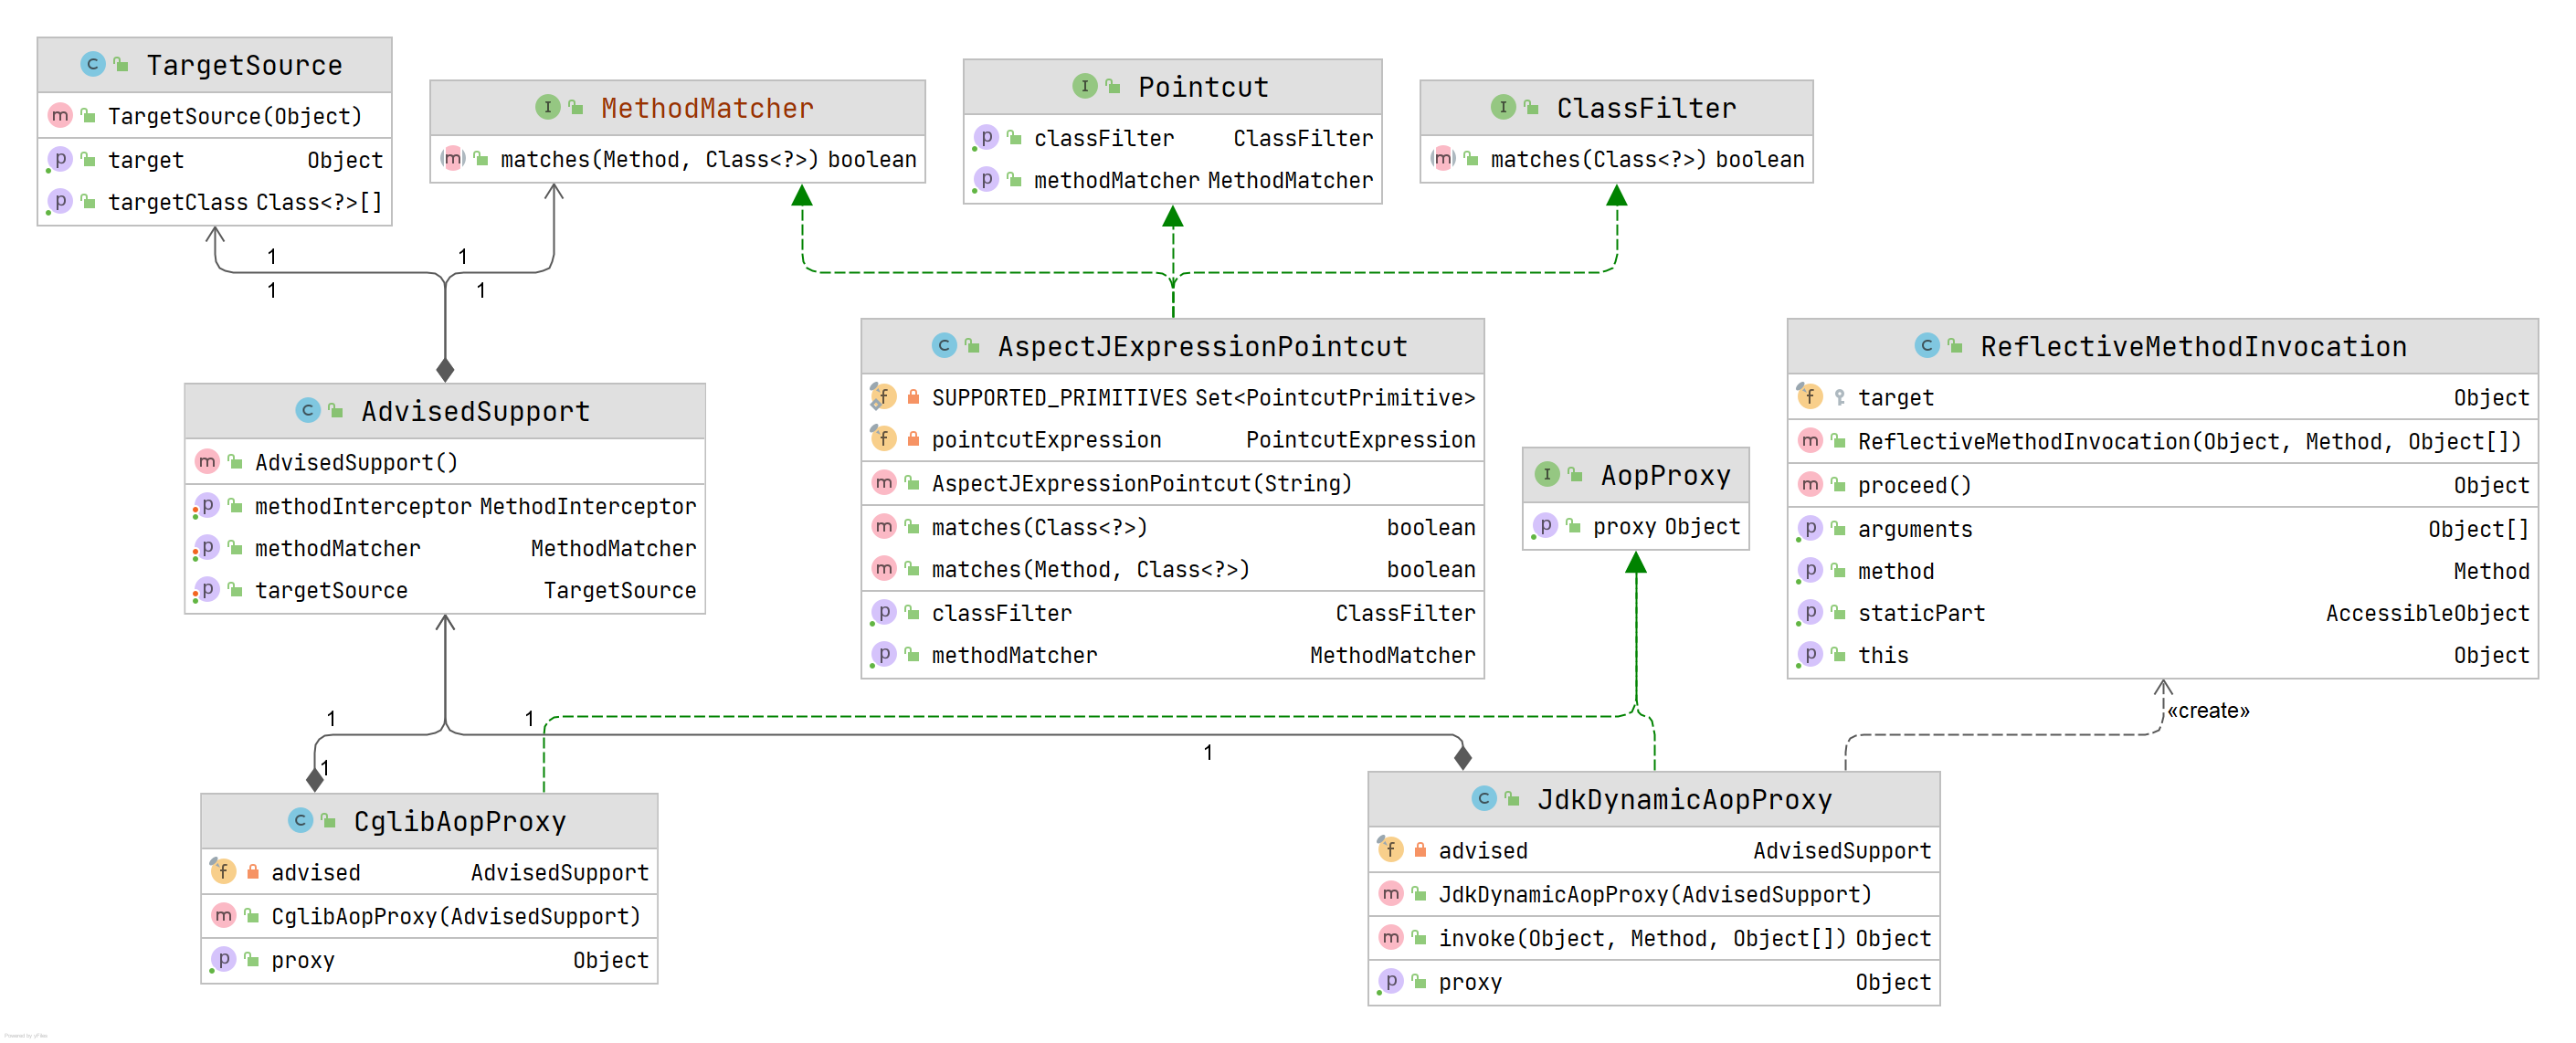 TargetSource
TargetSource(Object)
target Object
targetClass Class<?>[]
MethodMatcher
matches(Method, Class<?>) boolean
Pointcut
classFilter ClassFilter
methodMatcher MethodMatcher
ClassFilter
matches(Class<?>) boolean
1
1
1
1
AdvisedSupport
AdvisedSupport()
methodInterceptor MethodInterceptor
methodMatcher MethodMatcher
targetSource TargetSource
AspectJExpressionPointcut
SUPPORTED_PRIMITIVES Set<PointcutPrimitive>
pointcutExpression PointcutExpression
AspectJExpressionPointcut(String)
matches(Class<?>) boolean
matches(Method, Class<?>) boolean
classFilter ClassFilter
methodMatcher MethodMatcher
AopProxy
proxy Object
ReflectiveMethodInvocation
target Object
ReflectiveMethodInvocation(Object, Method, Object[])
proceed() Object
arguments Object[]
method Method
staticPart AccessibleObject
this Object
«create»
1
1
1
1
CglibAopProxy
advised AdvisedSupport
CglibAopProxy(AdvisedSupport)
proxy Object
JdkDynamicAopProxy
advised AdvisedSupport
JdkDynamicAopProxy(AdvisedSupport)
invoke(Object, Method, Object[]) Object
proxy Object
Powered by yFiles